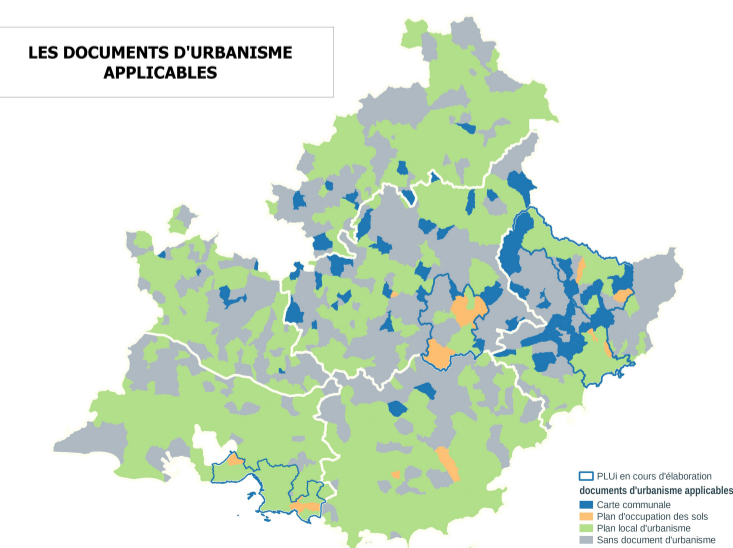 LES DOCUMENTS D'URBANISME
APPLICABLES
PLUi en cours d'élaboration
documents d'urbanisme applicables
Carte communale
Plan d'occupation des sols
Plan local d'urbanisme
Sans document d'urbanisme